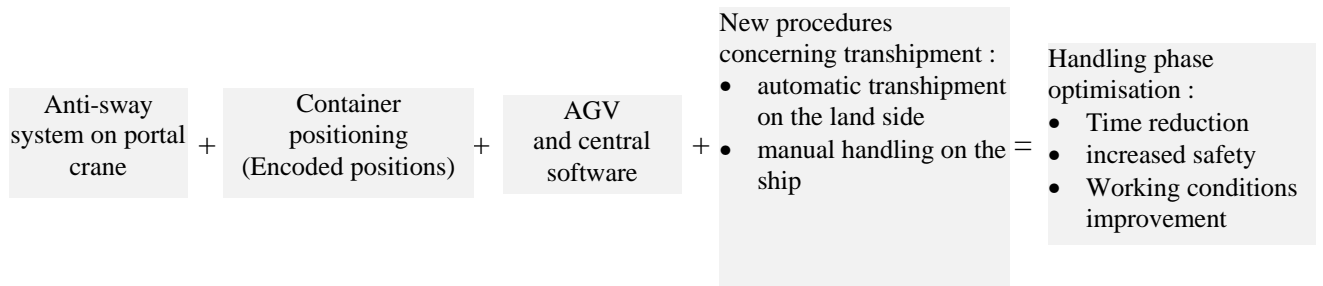 Anti-sway
system on portal
crane
+
Container
positioning
(Encoded positions)
+
AGV
and central
software
+
New procedures
concerning transhipment :
• automatic transhipment
on the land side
• manual handling on the
ship
=
Handling phase
optimisation :
• Time reduction
• increased safety
• Working conditions
improvement